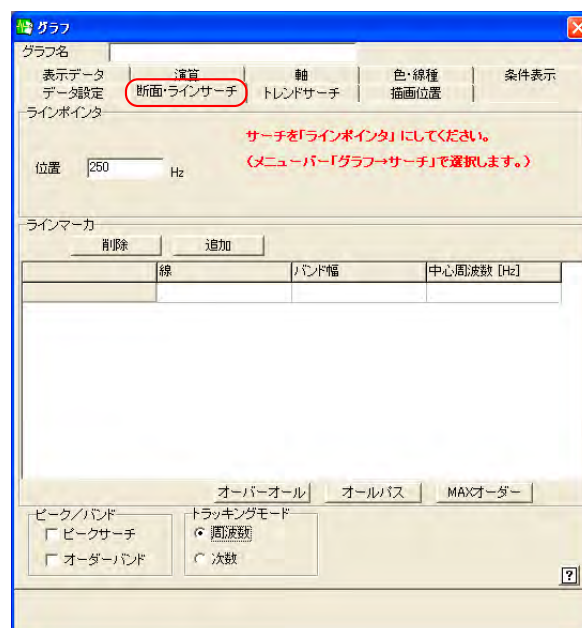 グラフ
グラフ名
表示データ 演算 軸 色・線種 条件表示
データ設定 断面・ラインサーチ トレンドサーチ 描画位置
ラインポインタ
サーチを「ラインポインタ」にしてください。
位置 250 Hz
(メニューバー「グラフ→サーチ」で選択します。)
ラインマーカ
削除 追加
線 バンド幅 中心周波数 [Hz]
オーバーオール オールパス MAXオーダー
ピーク/バンド トラッキングモード
ピークサーチ 周波数
オーダーバンド 次数
?